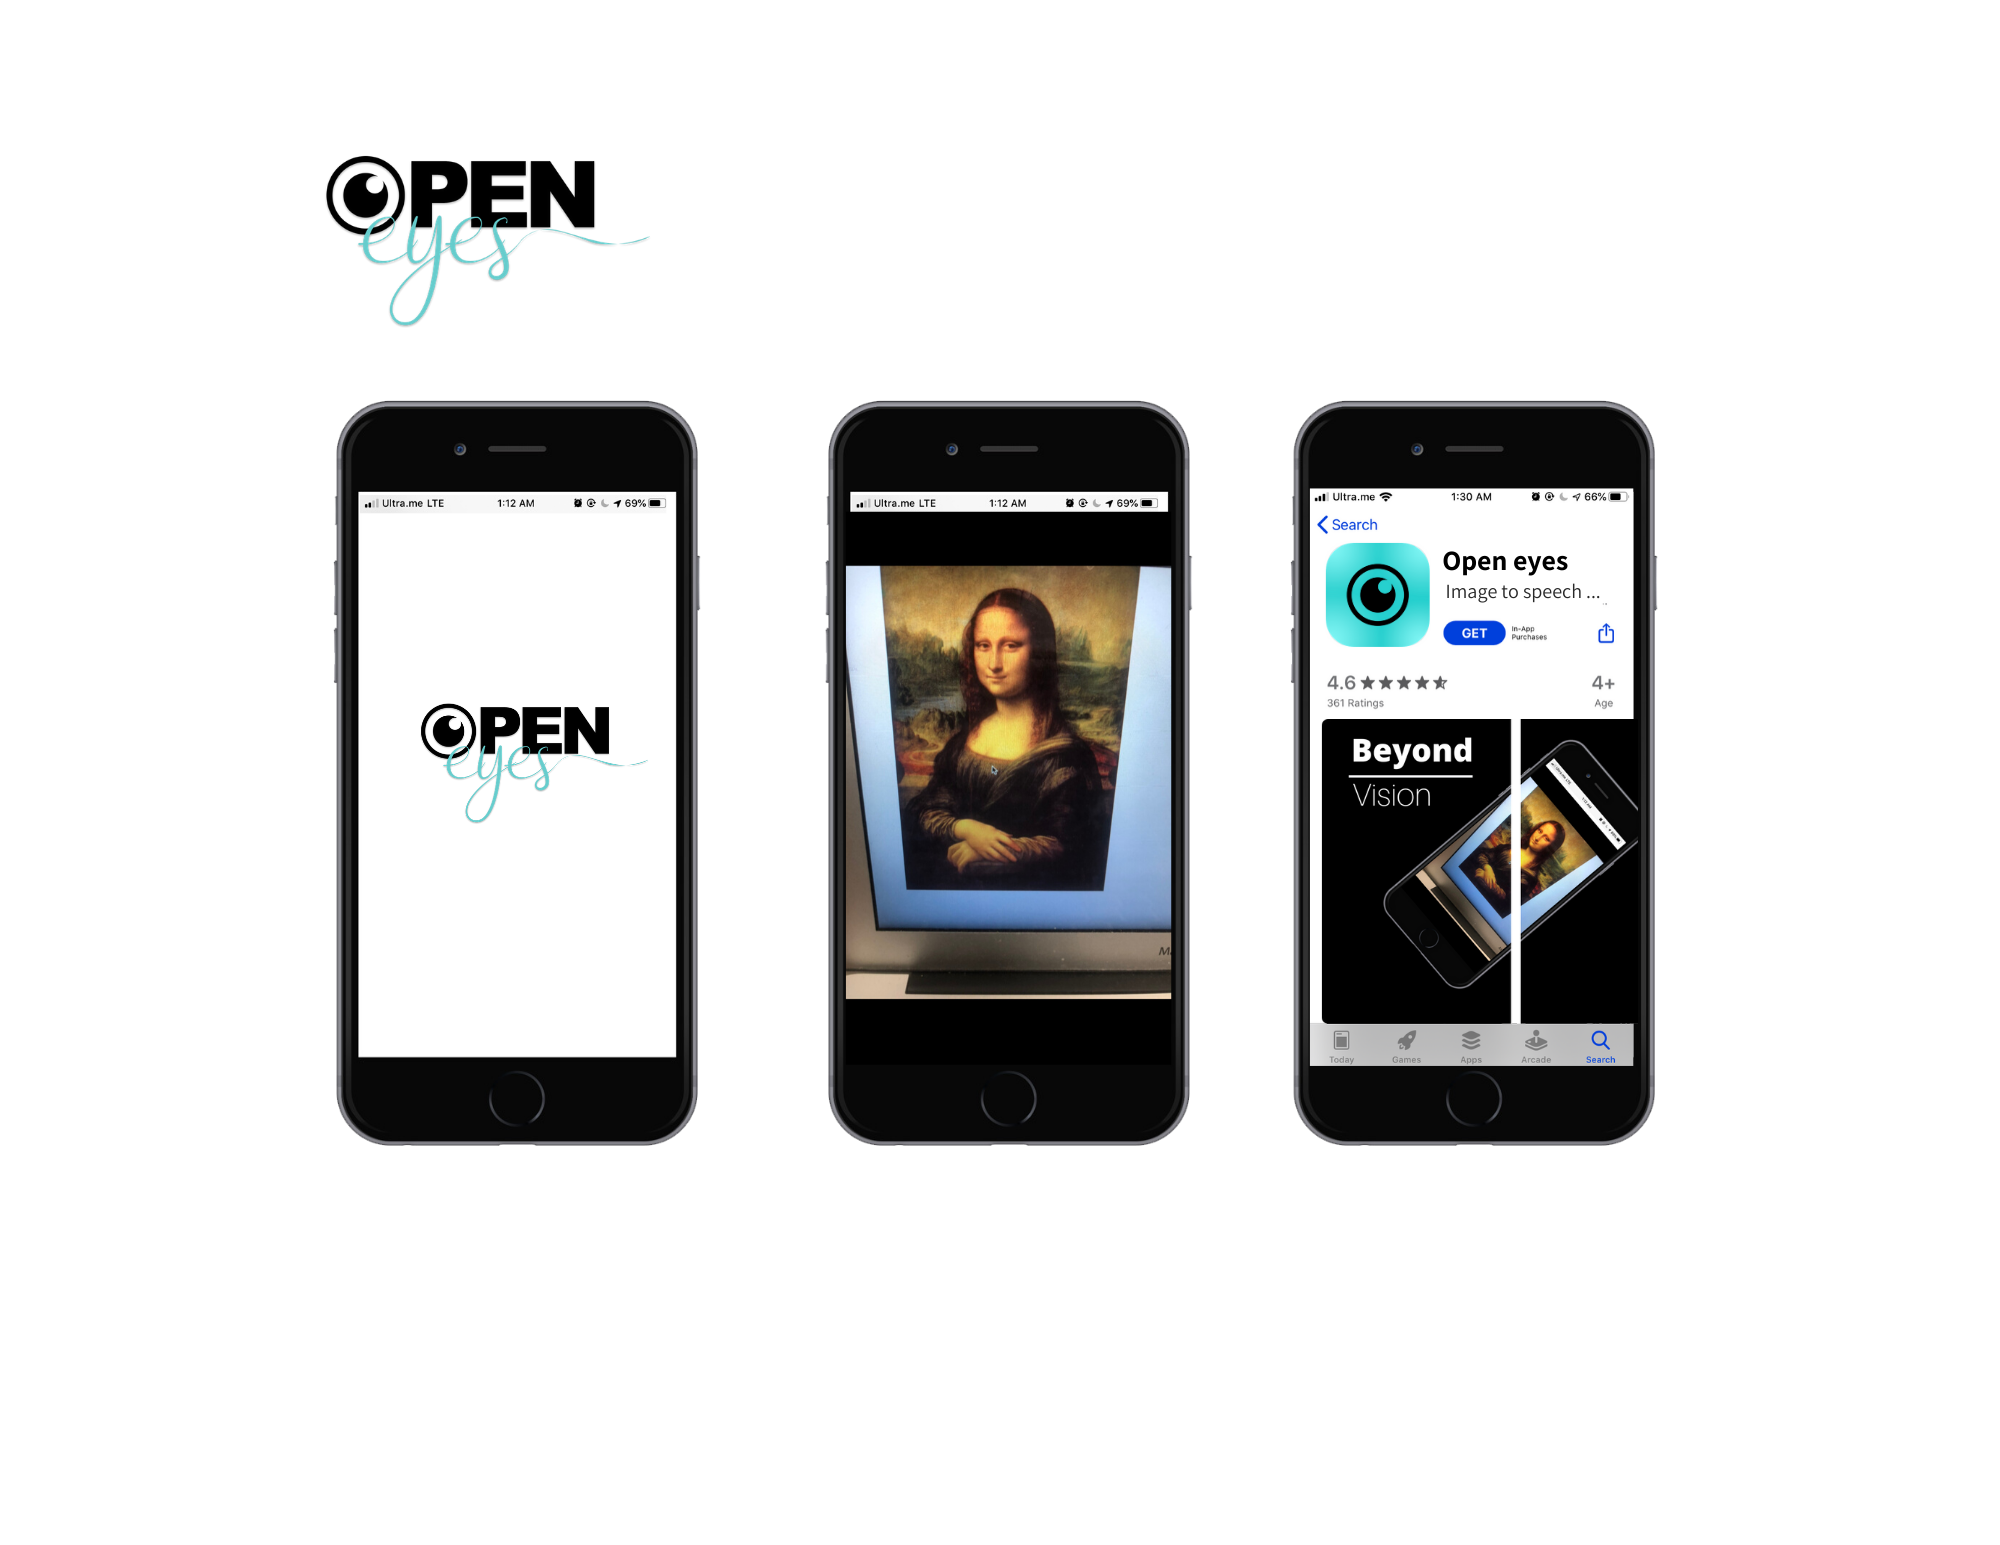 OPEN
eyes
Ultra.me LTE 1:12 AM 69%
OPEN
eyes
Ultra.me LTE 1:12 AM 69%
Ultra.me 1:30 AM 66%
Search
Open eyes
Image to speech ...
GET
In-App
Purchases
4.6 4+
361 Ratings Age
Beyond
Vision
Today Games Apps Arcade Search